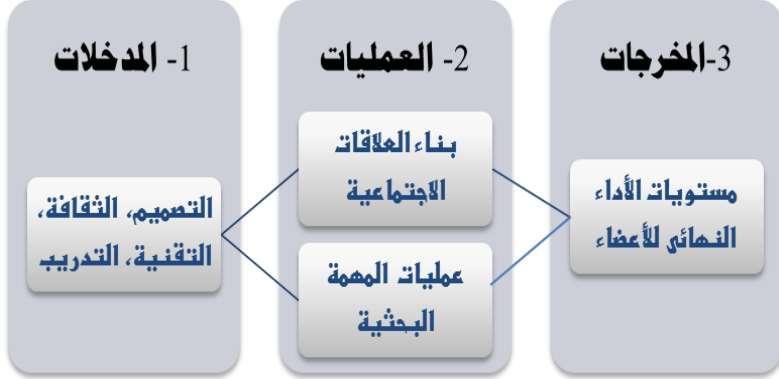 1- المدخلات
التصميم، الثقافة،
التقنية، التدريب
2- العمليات
بناء العلاقات
الاجتماعية
عمليات المهمة
البحثية
3-المخرجات
مستويات الأداء
النهائي للأعضاء